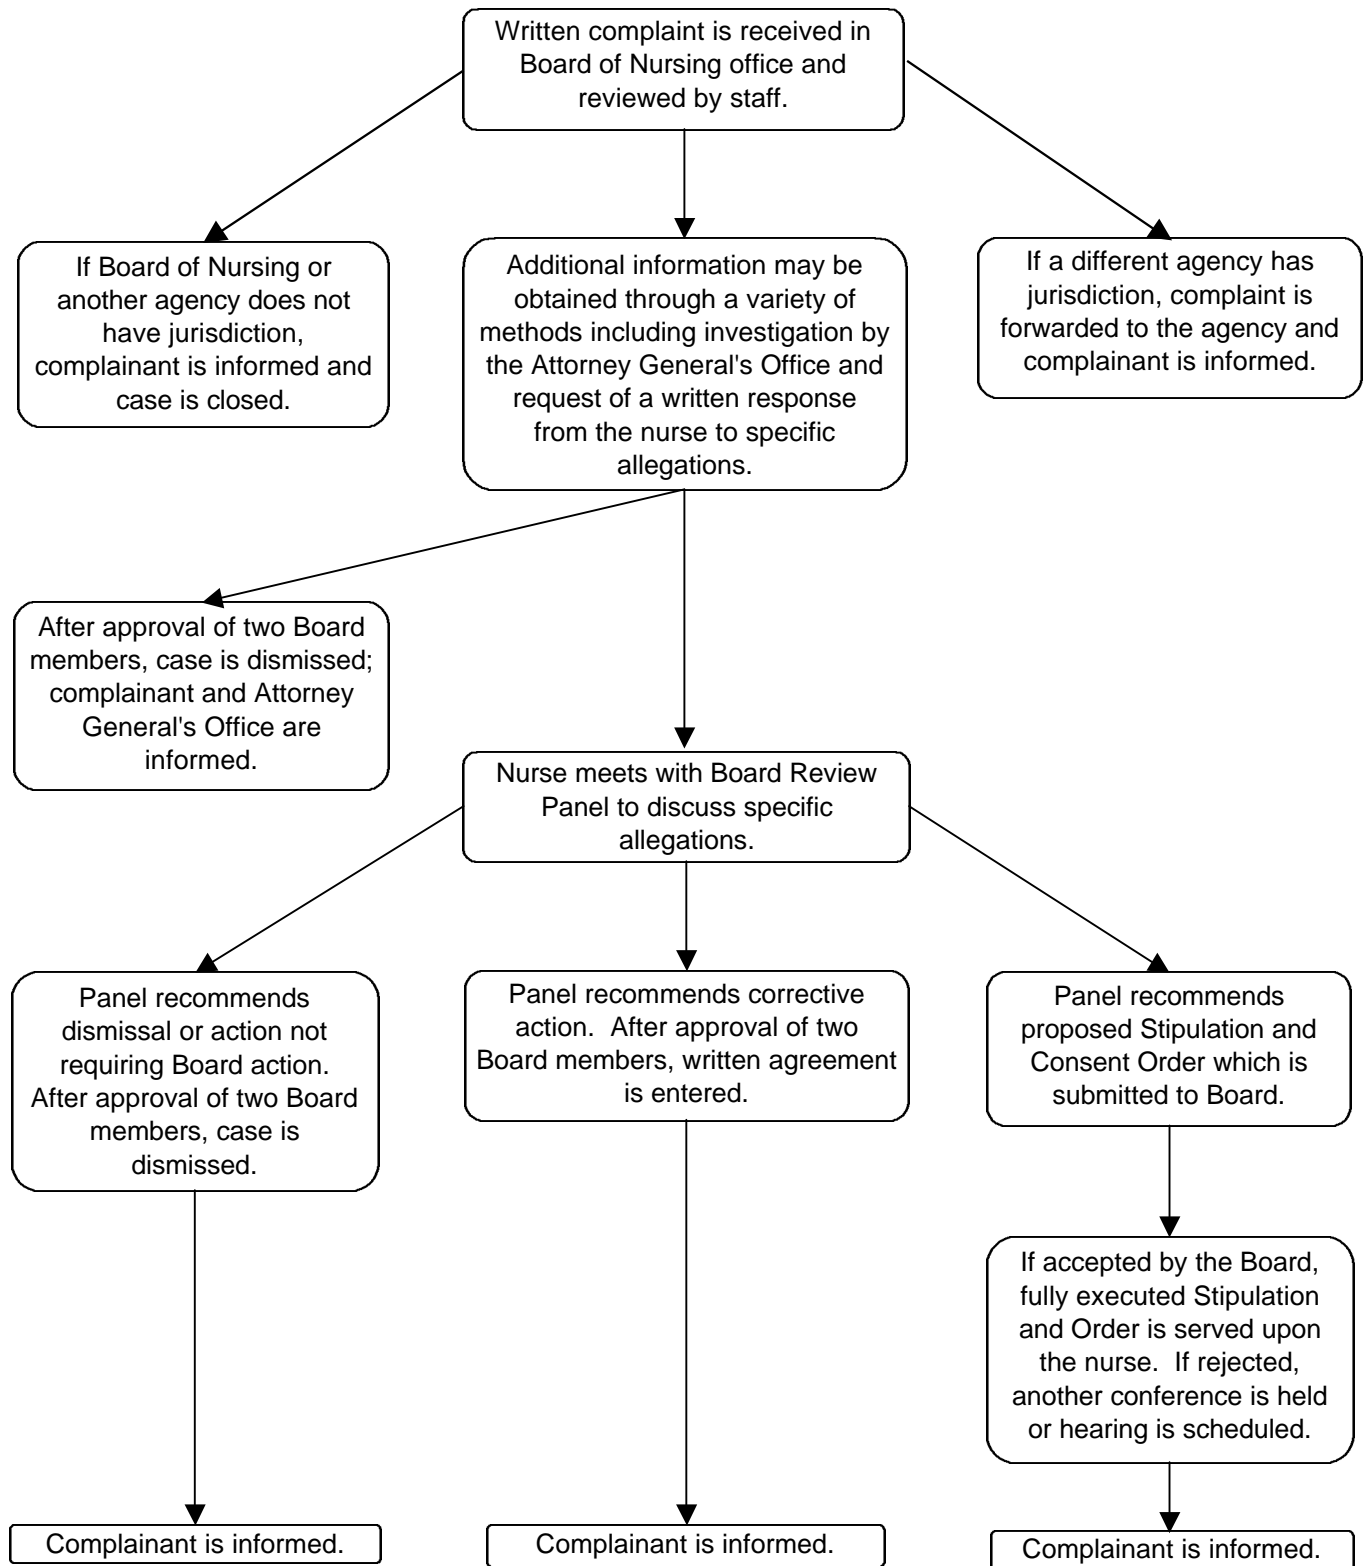 Written complaint is received in
Board of Nursing office and
reviewed by staff.
If Board of Nursing or
another agency does not
have jurisdiction,
complainant is informed and
case is closed.
Additional information may be
obtained through a variety of
methods including investigation by
the Attorney General's Office and
request of a written response
from the nurse to specific
allegations.
If a different agency has
jurisdiction, complaint is
forwarded to the agency and
complainant is informed.
After approval of two Board
members, case is dismissed;
complainant and Attorney
General's Office are
informed.
Nurse meets with Board Review
Panel to discuss specific
allegations.
Panel recommends
dismissal or action not
requiring Board action.
After approval of two Board
members, case is
dismissed.
Panel recommends corrective
action.  After approval of two
Board members, written agreement
is entered.
Panel recommends
proposed Stipulation and
Consent Order which is
submitted to Board.
If accepted by the Board,
fully executed Stipulation
and Order is served upon
the nurse.  If rejected,
another conference is held
or hearing is scheduled.
Complainant is informed.
Complainant is informed.
Complainant is informed.